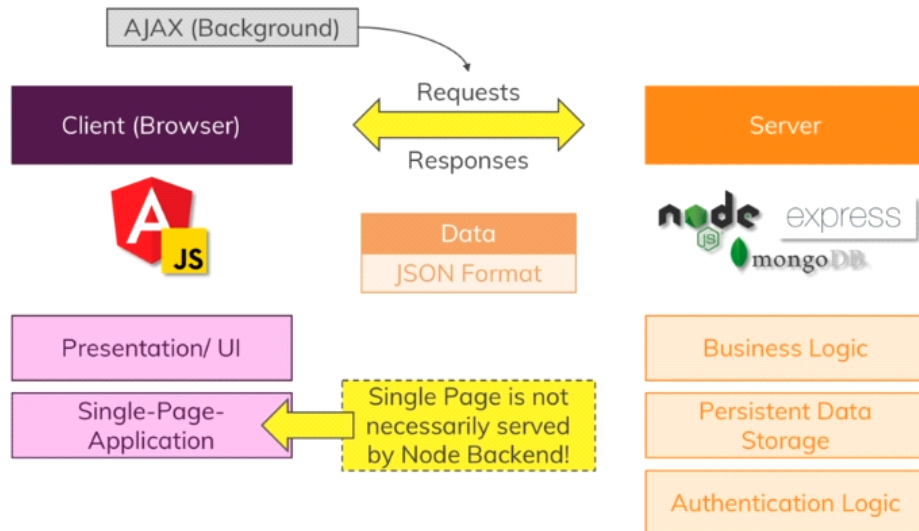 AJAX (Background)
Client (Browser)
Requests
Responses
Server
A
JS
node
JS
express
mongoDB
Data
JSON Format
Presentation/ UI
Single-Page-
Application
Single Page is not
necessarily served
by Node Backend!
Business Logic
Persistent Data
Storage
Authentication Logic